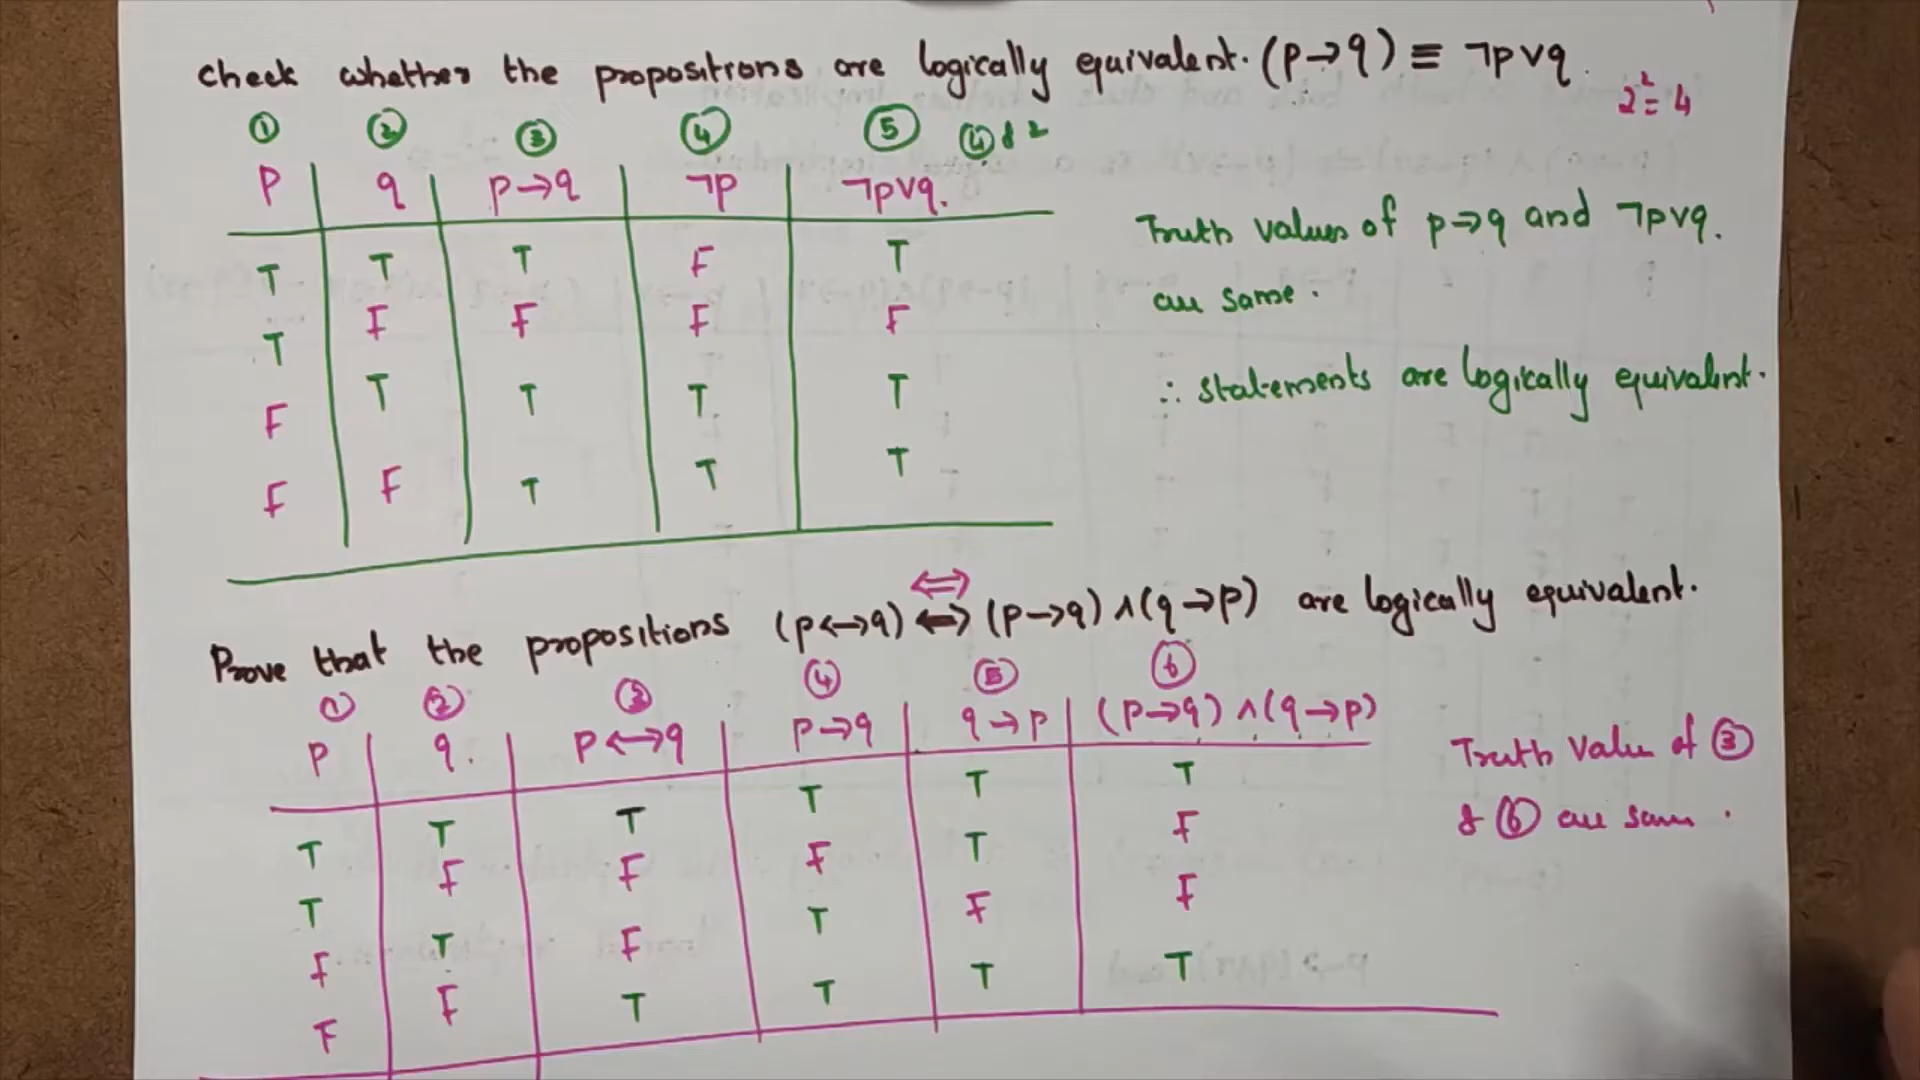 check whether the propositions are logically equivalent. (p→q) ≡ ¬p∨q.
2² = 4
① ② ③ ④ ⑤ ④ & 2
p q p→q ¬p ¬p∨q.
T T T F T
T F F F F
F T T T T
F F T T T
Truth values of p→q and ¬p∨q.
are same.
∴ statements are logically equivalent.
⇔
Prove that the propositions (p↔q) ↔ (p→q) ∧ (q→p) are logically equivalent.
① ② ③ ④ ⑤ ⑥
p q. p↔q p→q q→p (p→q) ∧ (q→p)
T T T T T T
T F F F T F
F T F T F F
F F T T T T
Truth value of ③
& ⑥ are same.